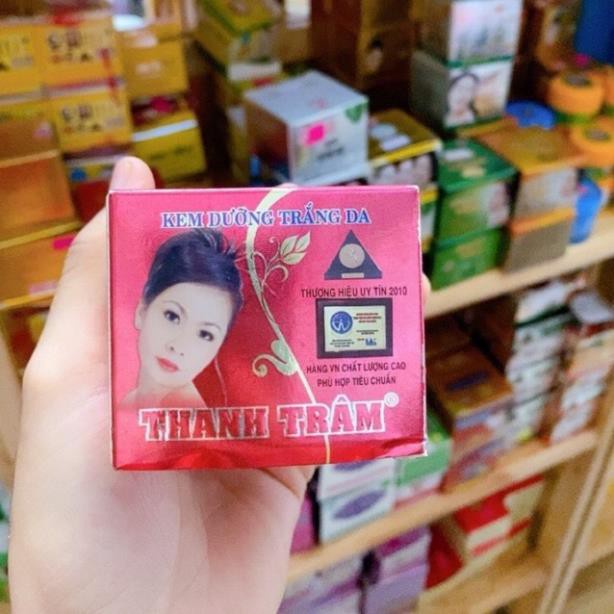 KEM DƯỠNG TRẮNG DA
THƯƠNG HIỆU UY TÍN 2010
HÀNG VN CHẤT LƯỢNG CAO
PHÙ HỢP TIÊU CHUẨN
THANH TRÂM